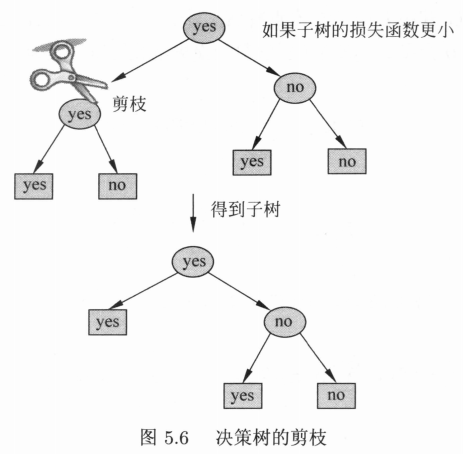 yes
如果子树的损失函数更小
剪枝
yes
no
yes
no
yes
no
得到子树
yes
yes
no
yes
no
图 5.6 决策树的剪枝